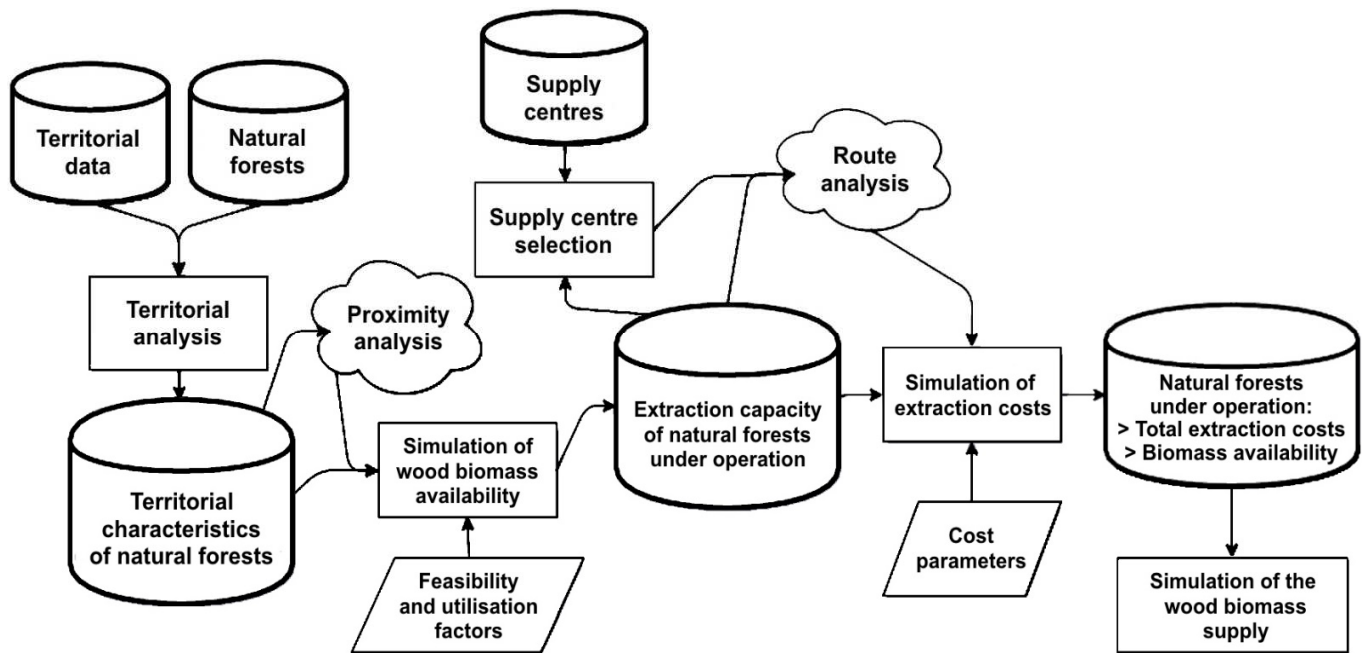 Territorial
data
Natural
forests
Supply
centres
Route
analysis
Supply centre
selection
Territorial
analysis
Proximity
analysis
Territorial
characteristics
of natural forests
Simulation of
wood biomass
availability
Feasibility
and utilisation
factors
Extraction capacity
of natural forests
under operation
Simulation of
extraction costs
Cost
parameters
Natural forests
under operation:
> Total extraction costs
> Biomass availability
Simulation of the
wood biomass
supply